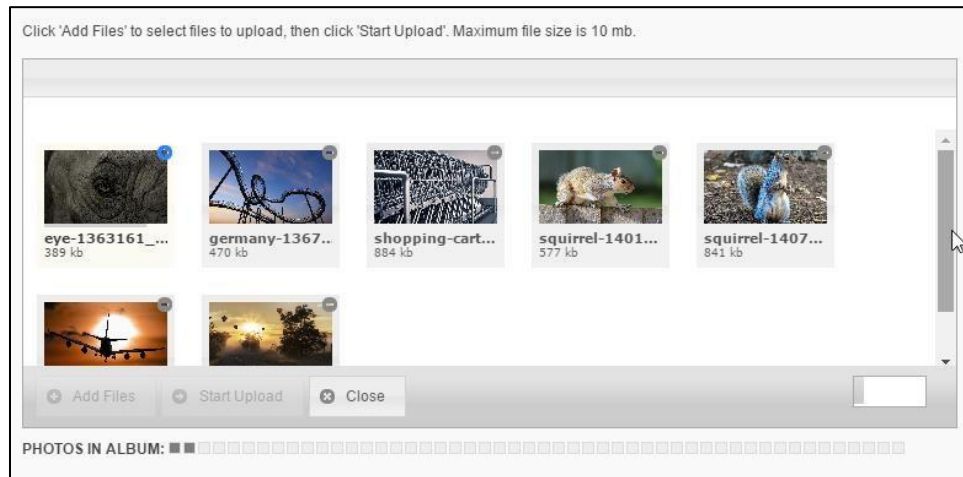 Click 'Add Files' to select files to upload, then click 'Start Upload'. Maximum file size is 10 mb.
eye-1363161_...
389 kb
germany-1367...
470 kb
shopping-cart...
884 kb
squirrel-1401...
577 kb
squirrel-1407...
841 kb
Add Files
Start Upload
Close
PHOTOS IN ALBUM: